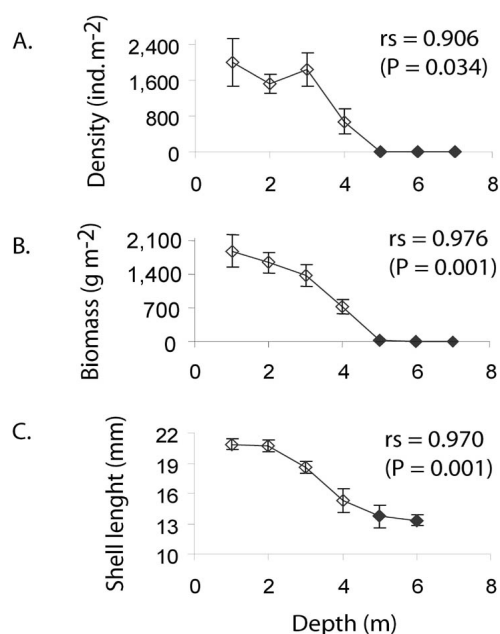 A.
Density (ind. m-2)
2,400
1,600
800
0
rs = 0.906
(P = 0.034)
0 2 4 6 8
B.
Biomass (g m-2)
2,100
1,400
700
0
rs = 0.976
(P = 0.001)
0 2 4 6 8
C.
Shell lenght (mm)
22
19
16
13
10
rs = 0.970
(P = 0.001)
0 2 4 6 8
Depth (m)